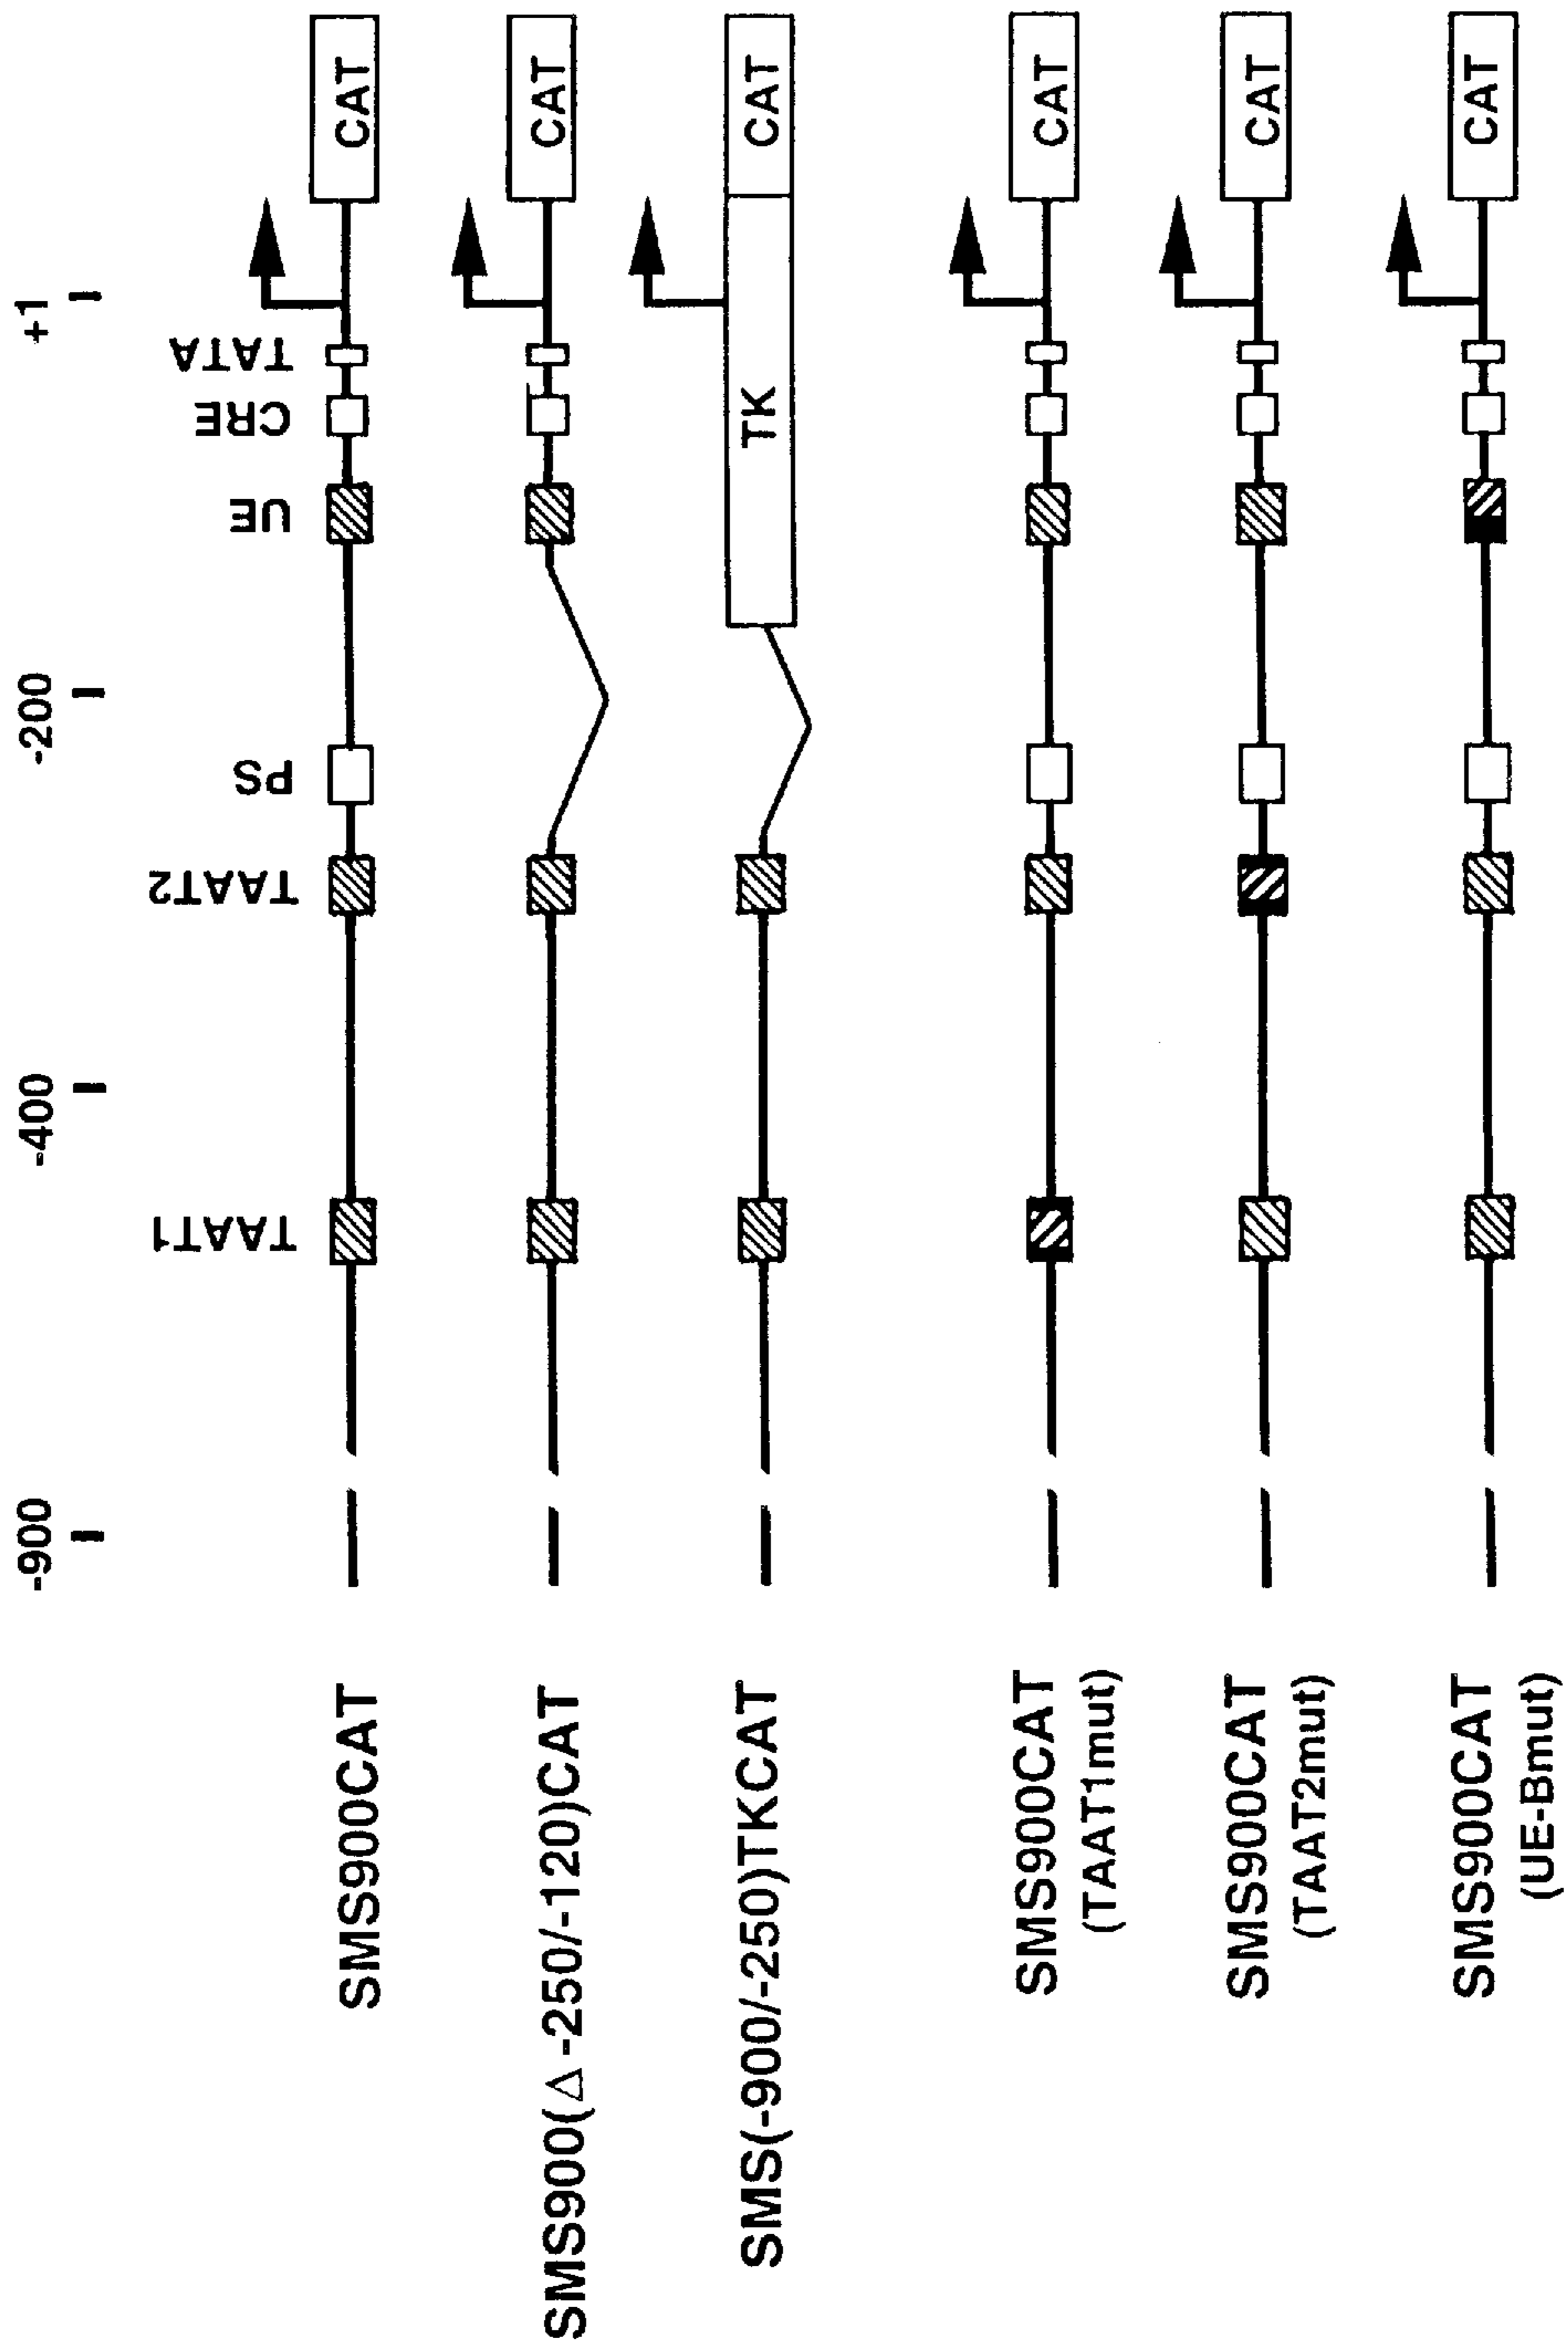 -900 -400 -200 +1
TAAT1 TAAT2 PS UE CRE TATA
SMS900CAT CAT
SMS900(Δ -250/-120)CAT CAT
SMS(-900/-250)TKCAT TK CAT
SMS900CAT CAT
(TAAT1mut)
SMS900CAT CAT
(TAAT2mut)
SMS900CAT CAT
(UE-Bmut)